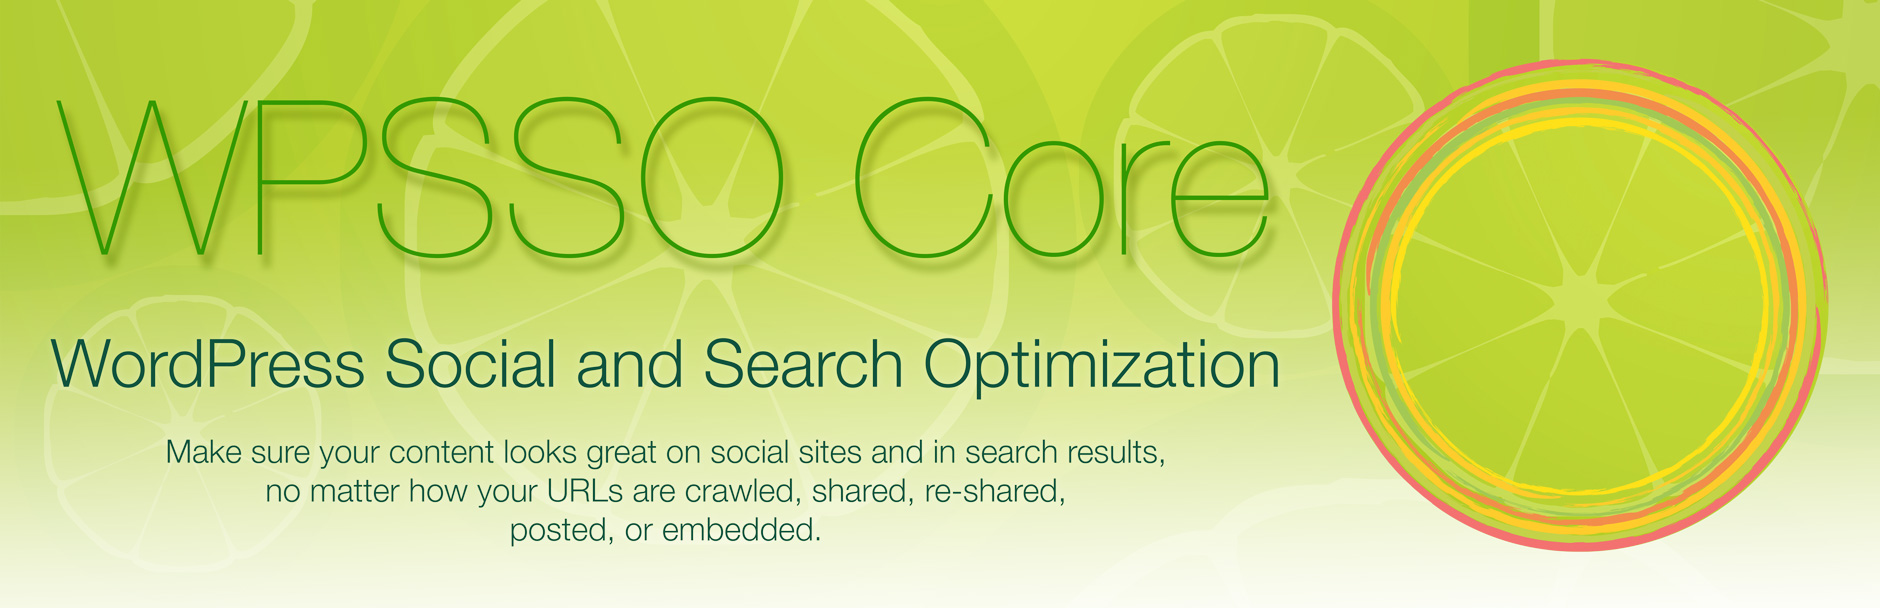 WPSSO Core
WordPress Social and Search Optimization
Make sure your content looks great on social sites and in search results,
no matter how your URLs are crawled, shared, re-shared,
posted, or embedded.